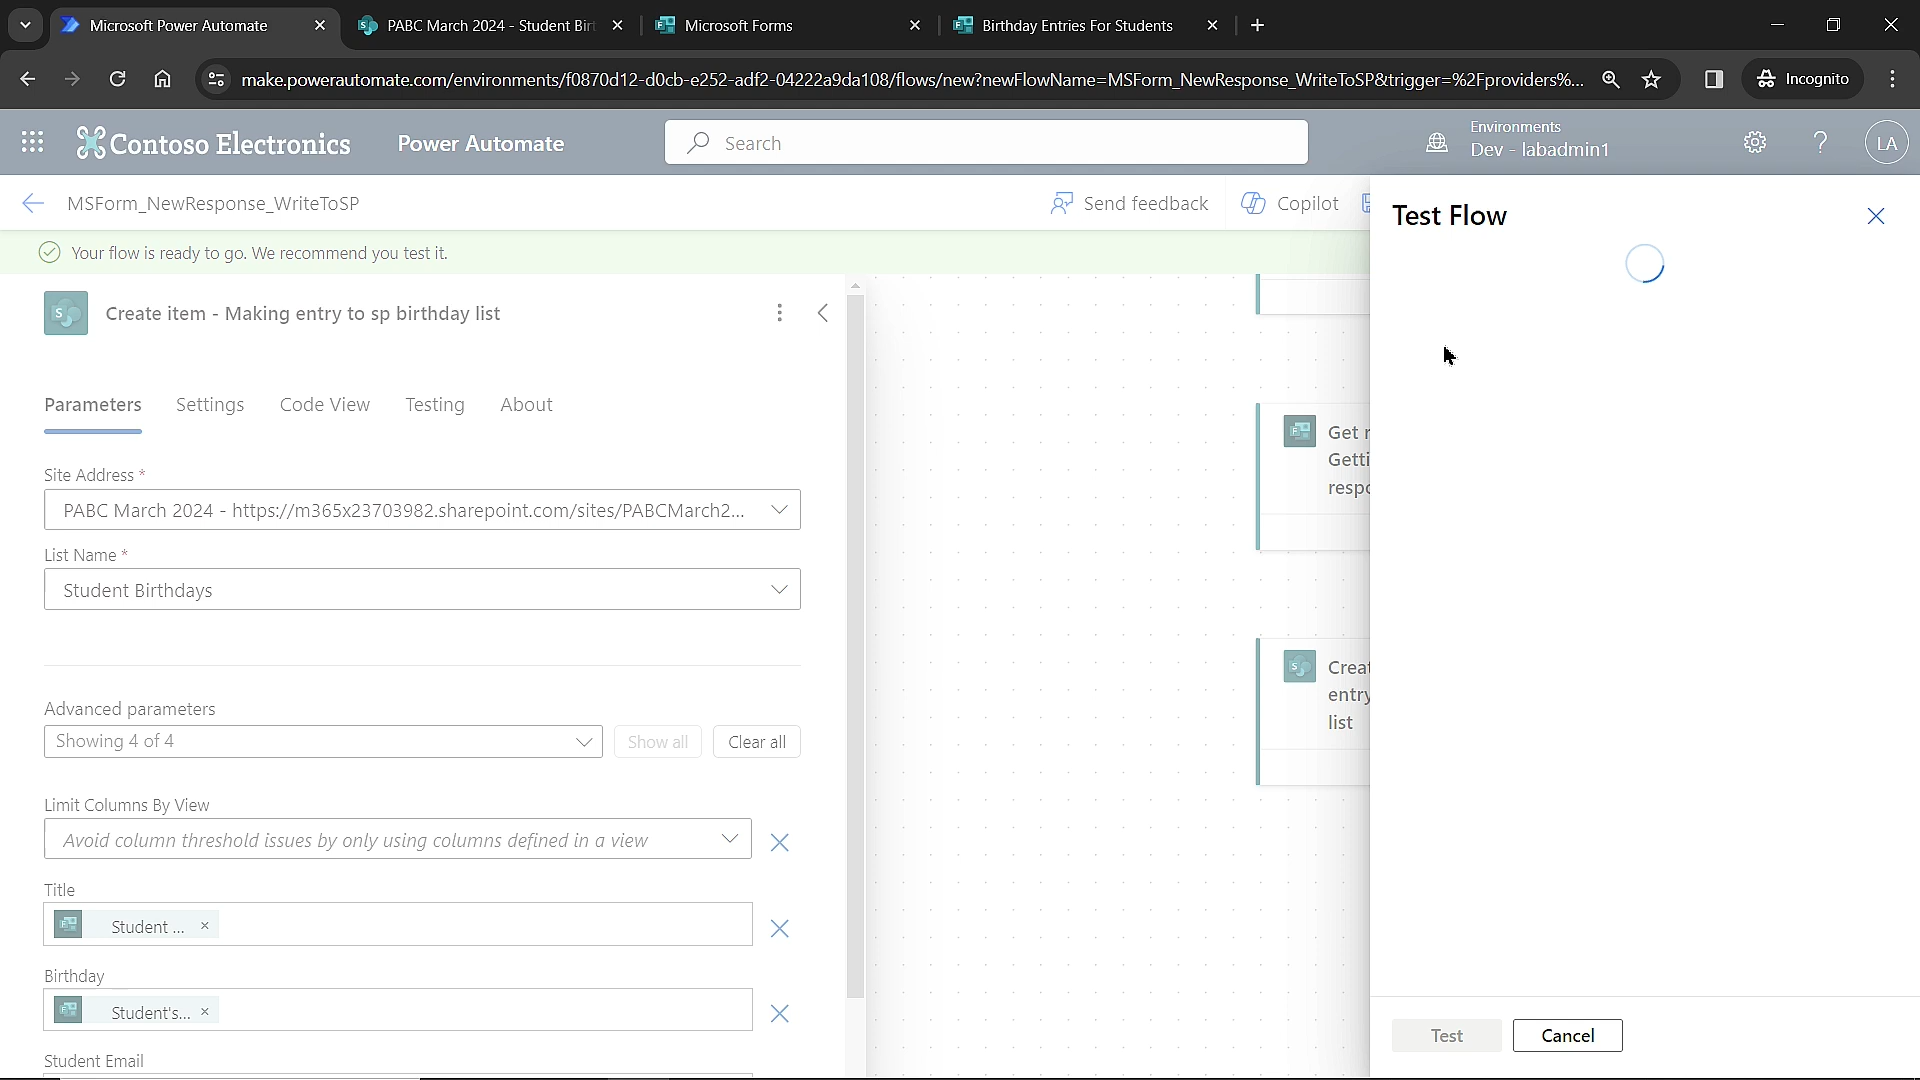 Microsoft Power Automate
PABC March 2024 - Student Birt
Microsoft Forms
Birthday Entries For Students
make.powerautomate.com/environments/f0870d12-d0cb-e252-adf2-04222a9da108/flows/new?newFlowName=MSForm_NewResponse_WriteToSP&trigger=%2Fproviders%...
Incognito
Contoso Electronics
Power Automate
Search
Environments
Dev - labadmin1
LA
MSForm_NewResponse_WriteToSP
Send feedback
Copilot
Your flow is ready to go. We recommend you test it.
Create item - Making entry to sp birthday list
Parameters
Settings
Code View
Testing
About
Site Address *
PABC March 2024 - https://m365x23703982.sharepoint.com/sites/PABCMarch2...
List Name *
Student Birthdays
Advanced parameters
Showing 4 of 4
Show all
Clear all
Limit Columns By View
Avoid column threshold issues by only using columns defined in a view
Title
Student ...
Birthday
Student's...
Student Email
Get r
Getti
respo
Creat
entry
list
Test Flow
Test
Cancel